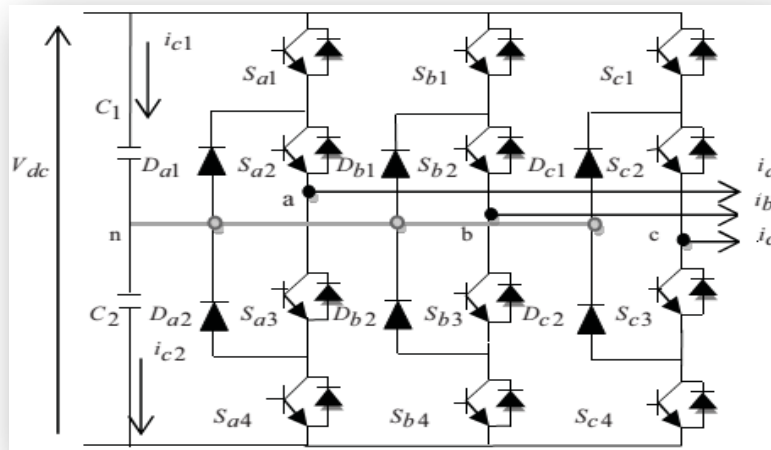 i_c1
S_a1 S_b1 S_c1
C_1
V_dc D_a1 S_a2 D_b1 S_b2 D_c1 S_c2
a
i_b
n b c
C_2 D_a2 S_a3 D_b2 S_b3 D_c2 S_c3
i_c2
S_a4 S_b4 S_c4